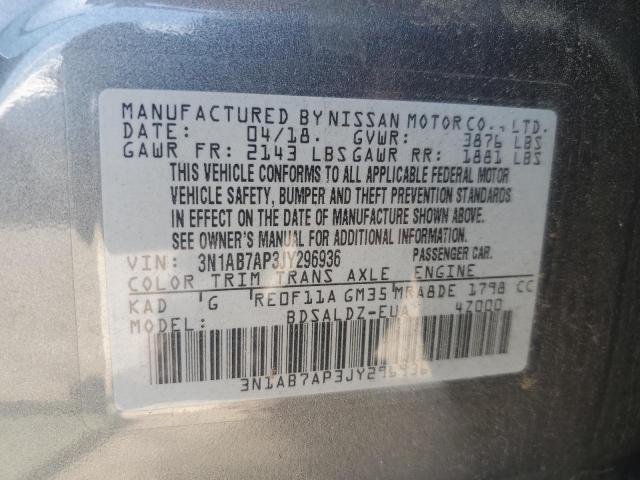 MANUFACTURED BY NISSAN MOTOR CO., LTD.
DATE: 04/18. GVWR: 3876 LBS
GAWR FR: 2143 LBS GAWR RR: 1881 LBS
THIS VEHICLE CONFORMS TO ALL APPLICABLE FEDERAL MOTOR
VEHICLE SAFETY, BUMPER AND THEFT PREVENTION STANDARDS
IN EFFECT ON THE DATE OF MANUFACTURE SHOWN ABOVE.
SEE OWNER'S MANUAL FOR ADDITIONAL INFORMATION.
VIN: 3N1AB7AP3JY296936 PASSENGER CAR.
COLOR TRIM TRANS AXLE ENGINE
KAD G RE0F11A GM35 MRA8DE 1798 CC
MODEL: BDSALDZ-EUA 47000
3N1AB7AP3JY296936